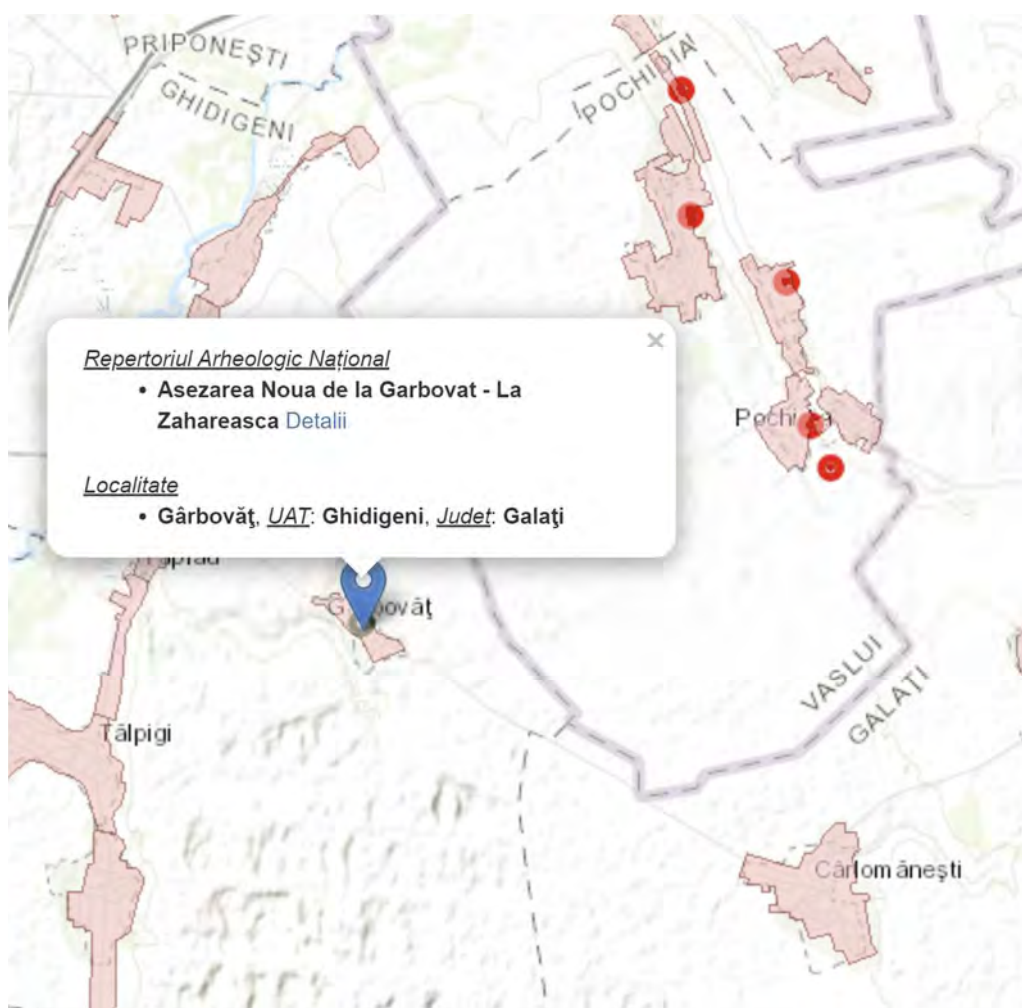 PRIPONEŞTI
GHIDIGENI
POCHIDIA
×
Repertoriul Arheologic Național
• Asezarea Noua de la Garbovat - La
Zahareasca Detalii
Localitate
• Gârbovăţ, UAT: Ghidigeni, Judet: Galaţi
Tălpigi
VASLUI
GALAŢI
Cârlomăneşti